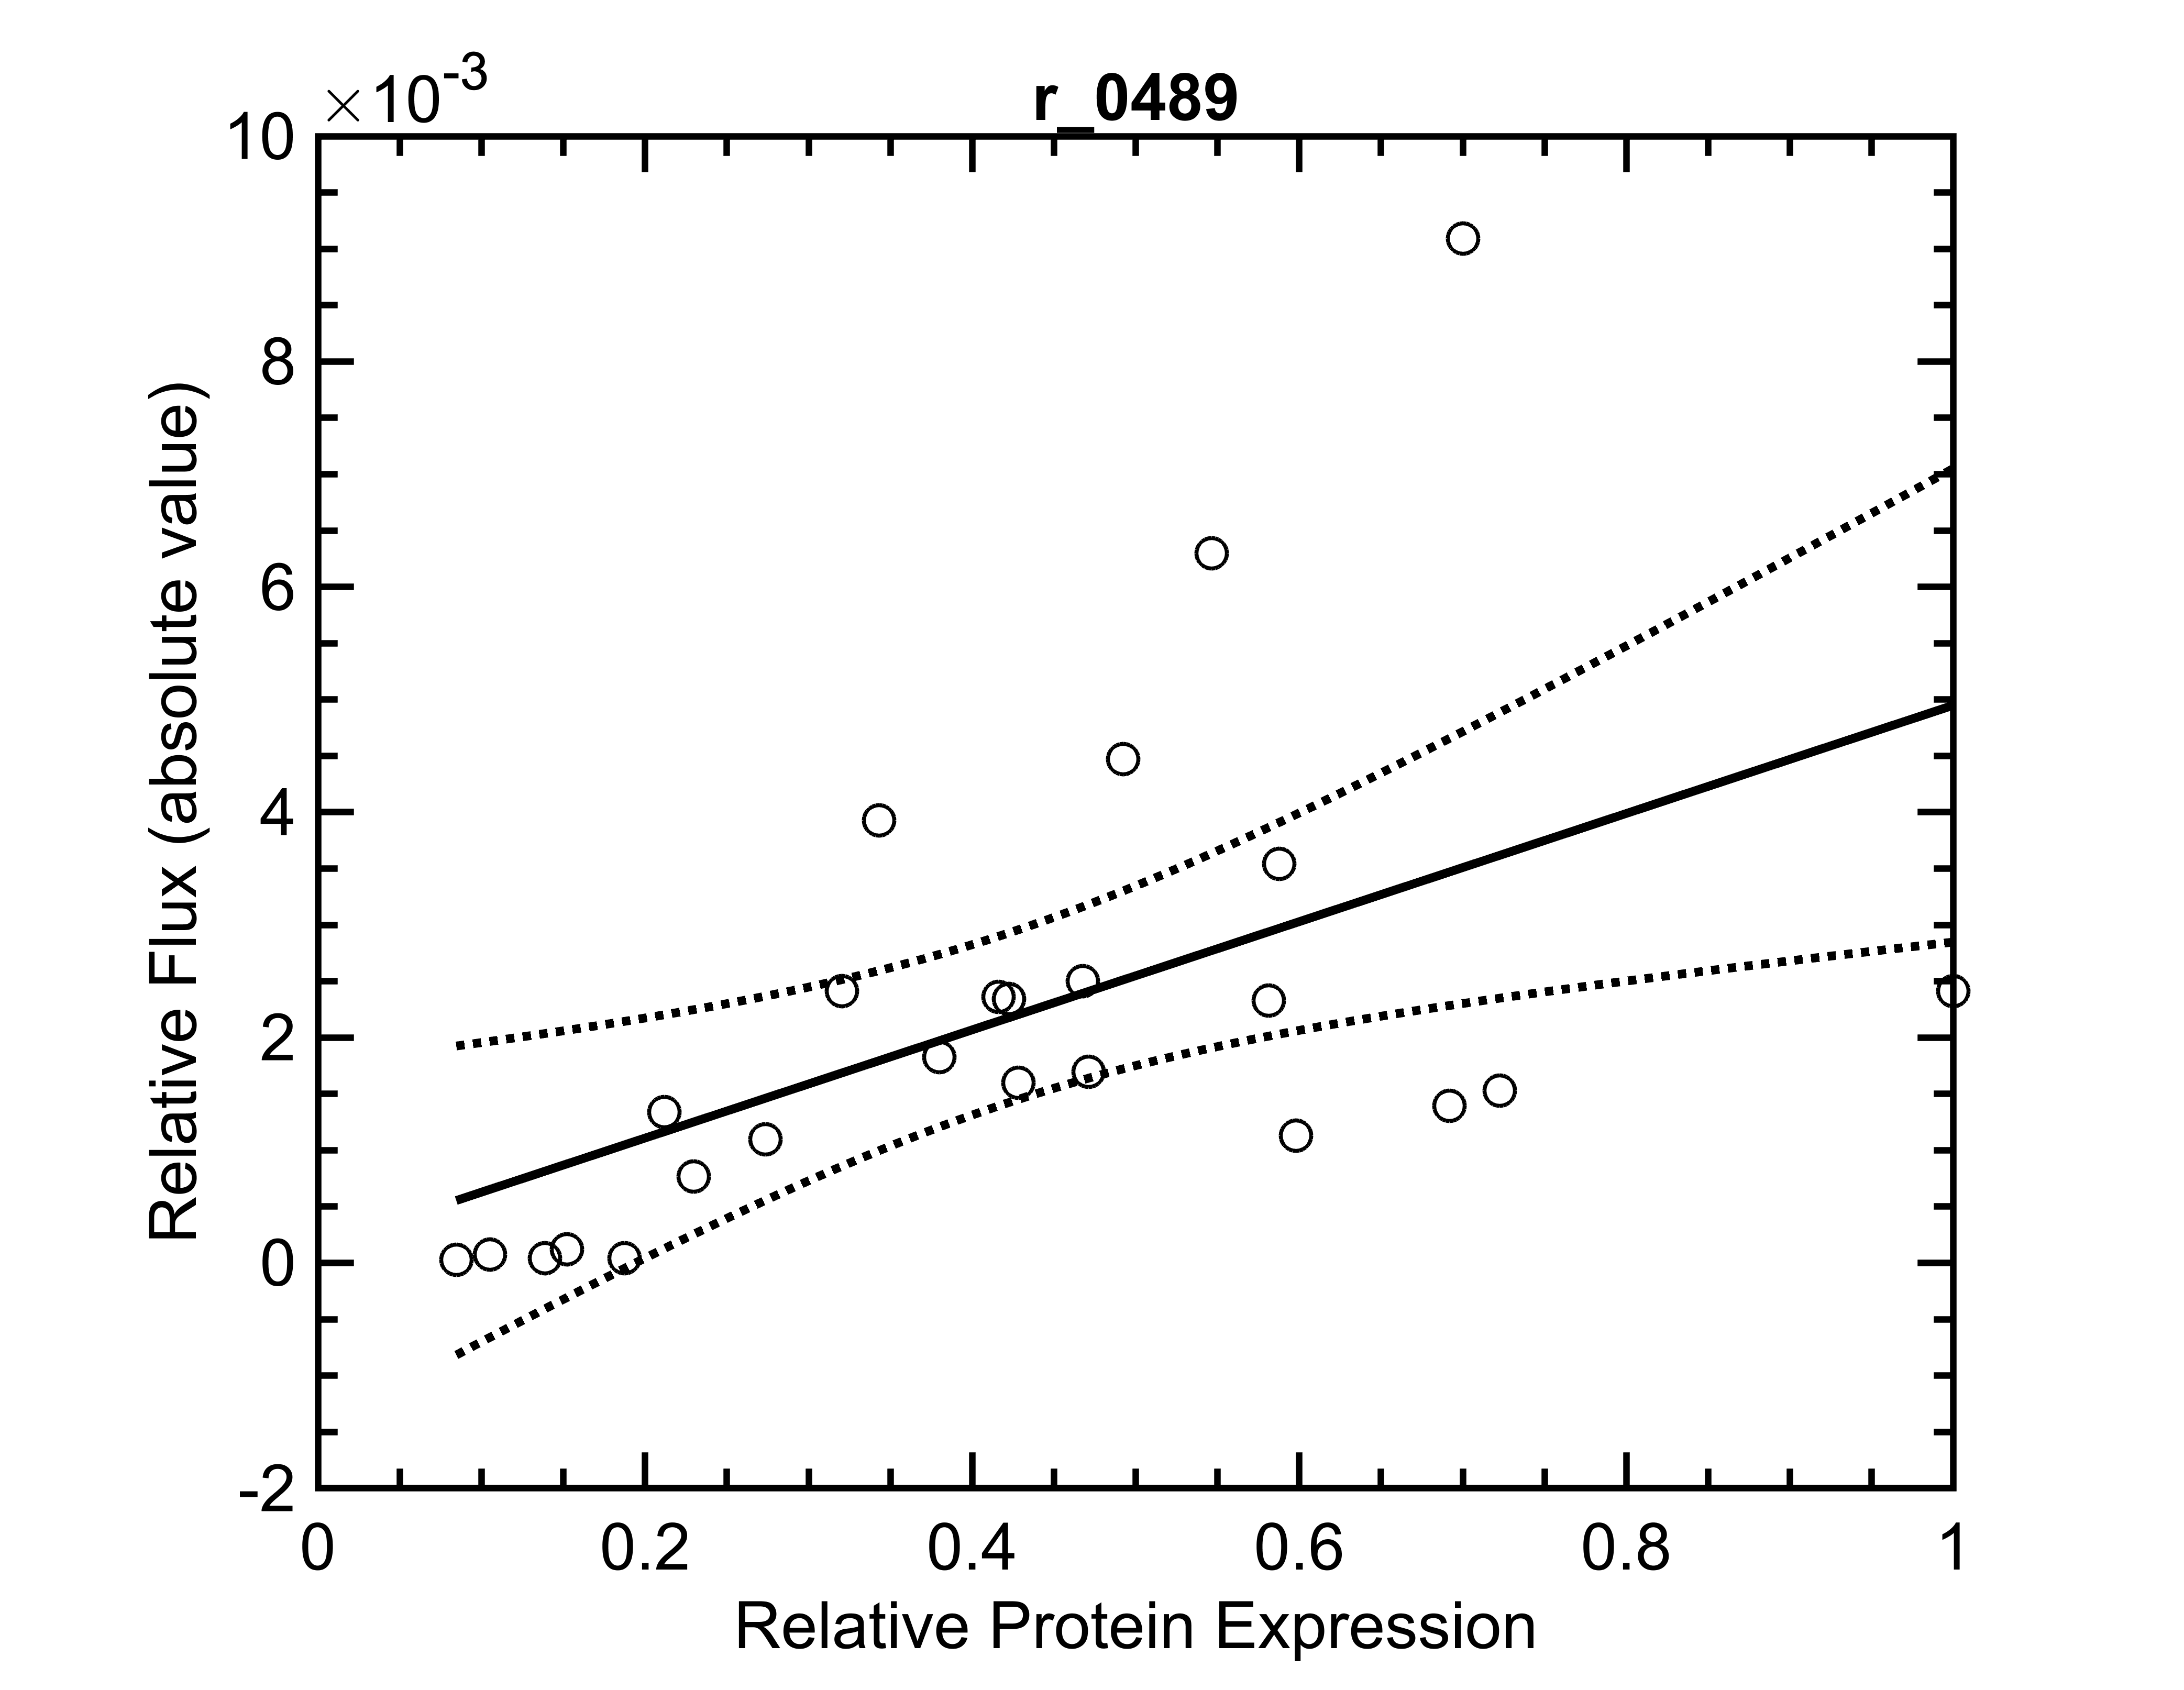 ×10-3
r_0489
10
8
6
4
2
0
-2
0 0.2 0.4 0.6 0.8 1
Relative Protein Expression
Relative Flux (absolute value)